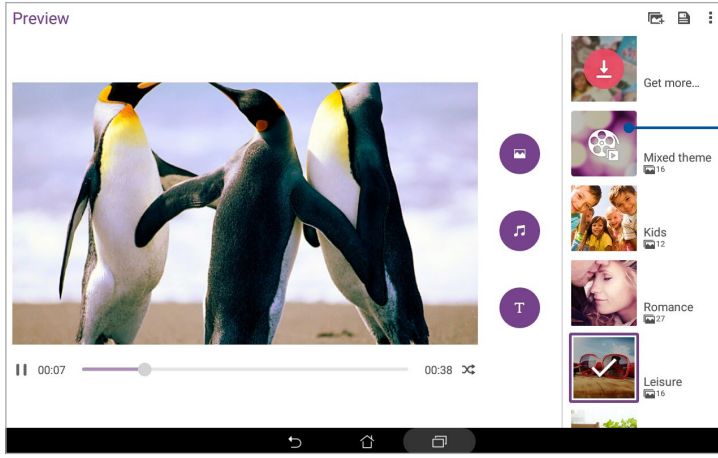 Preview
Get more...
Mixed theme
16
Kids
12
T
Romance
27
00:07
00:38
Leisure
16